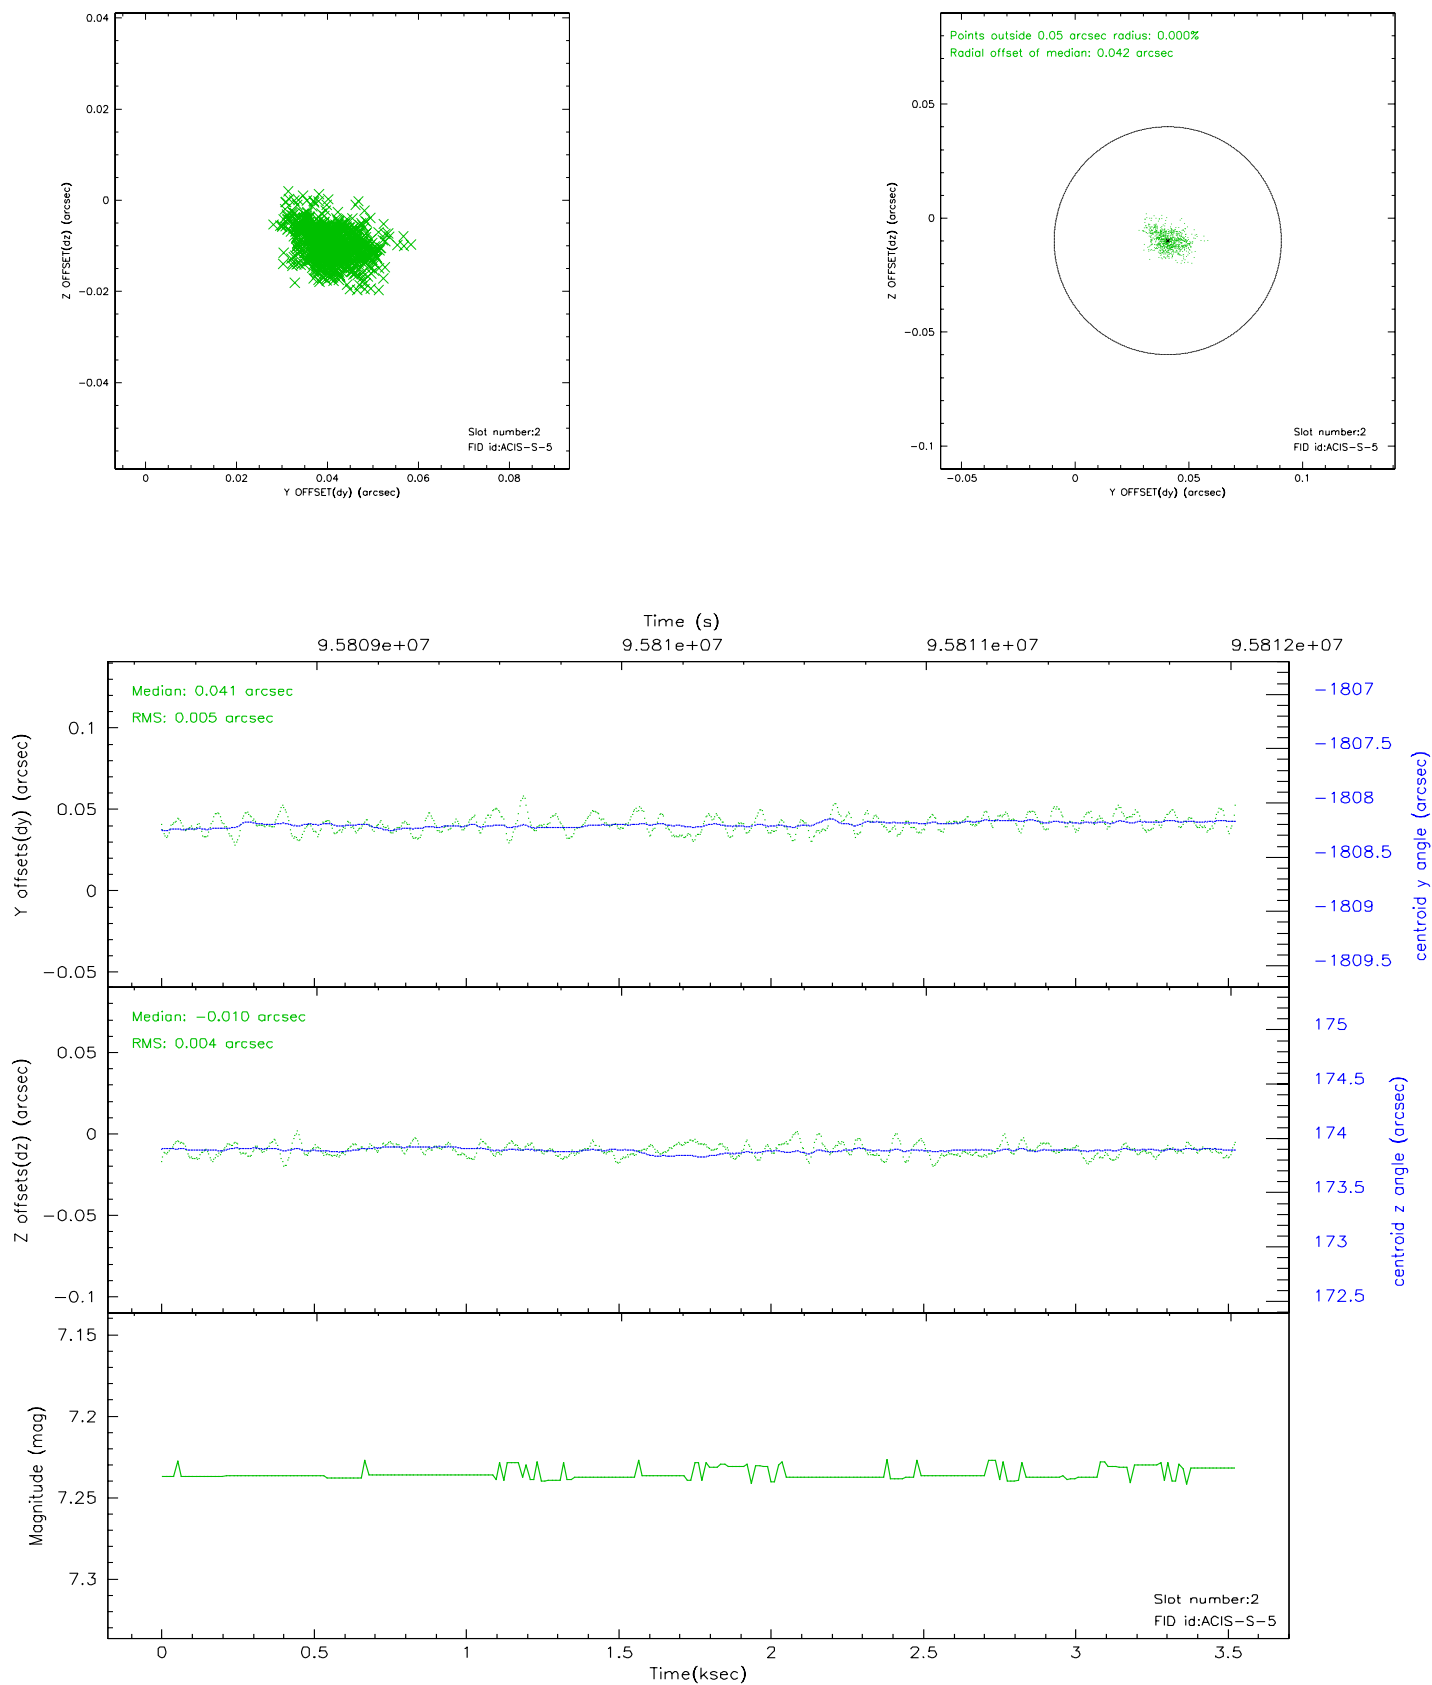 0.04
0.02
0
-0.02
-0.04
Z OFFSET(dz) (arcsec)
Slot number:2
FID id:ACIS-S-5
0 0.02 0.04 0.06 0.08
Y OFFSET(dy) (arcsec)
Points outside 0.05 arcsec radius: 0.000%
Radial offset of median: 0.042 arcsec
0.05
0
-0.05
-0.1
Z OFFSET(dz) (arcsec)
Slot number:2
FID id:ACIS-S-5
-0.05 0 0.05 0.1
Y OFFSET(dy) (arcsec)
Time (s)
9.5809e+07 9.581e+07 9.5811e+07 9.5812e+07
Median: 0.041 arcsec
RMS: 0.005 arcsec
0.1
0.05
0
-0.05
Y offsets(dy) (arcsec)
-1807
-1807.5
-1808
-1808.5
-1809
-1809.5
centroid y angle (arcsec)
Median: -0.010 arcsec
RMS: 0.004 arcsec
0.05
0
-0.05
-0.1
Z offsets(dz) (arcsec)
175
174.5
174
173.5
173
172.5
centroid z angle (arcsec)
7.15
7.2
7.25
7.3
Magnitude (mag)
Slot number:2
FID id:ACIS-S-5
0 0.5 1 1.5 2 2.5 3 3.5
Time(ksec)